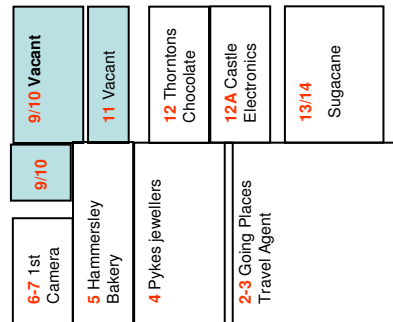 9/10 Vacant
11 Vacant
12 Thorntons
Chocolate
12A Castle
Electronics
13/14
Sugacane
9/10
6-7 1st
Camera
5 Hammersley
Bakery
4 Pykes jewellers
2-3 Going Places
Travel Agent